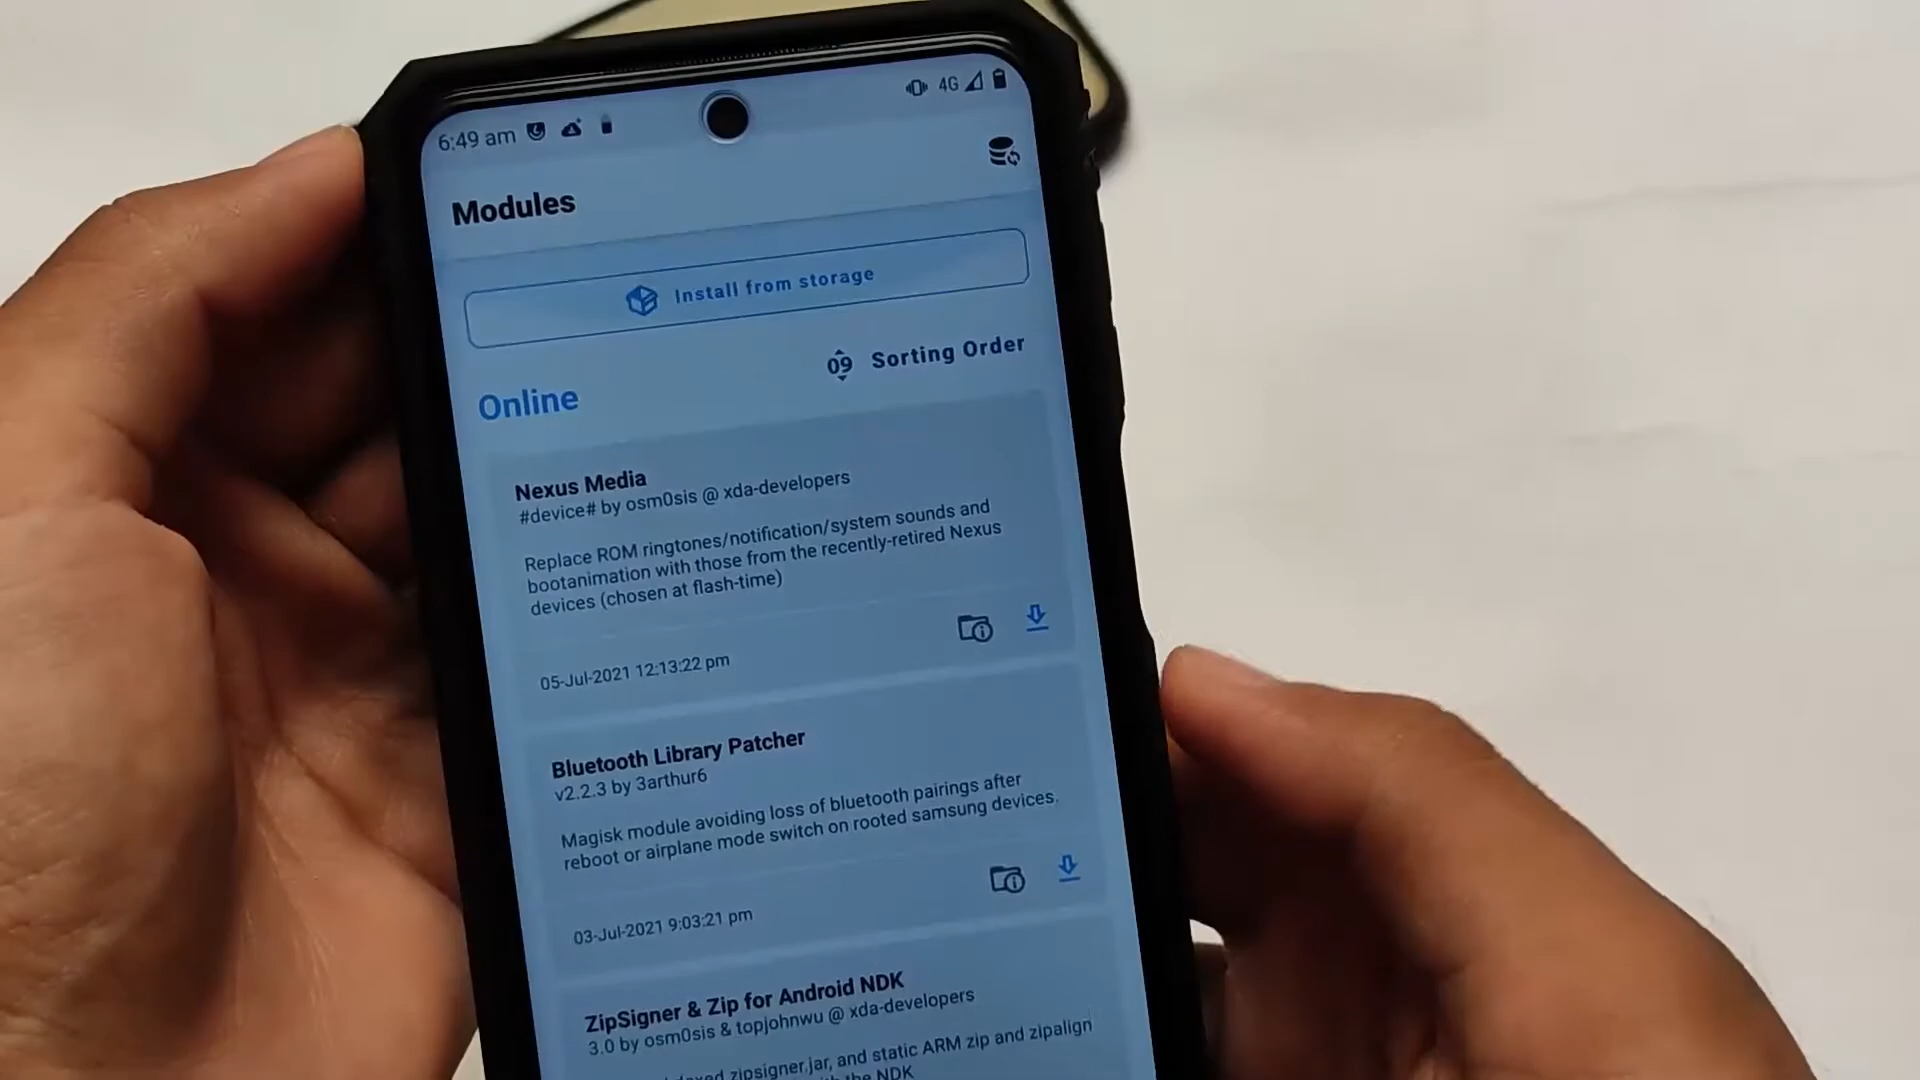 6:49 am
4G
Modules
Install from storage
09 Sorting Order
Online
Nexus Media
#device# by osm0sis @ xda-developers
Replace ROM ringtones/notification/system sounds and
bootanimation with those from the recently-retired Nexus
devices (chosen at flash-time)
05-Jul-2021 12:13:22 pm
Bluetooth Library Patcher
v2.2.3 by 3arthur6
Magisk module avoiding loss of bluetooth pairings after
reboot or airplane mode switch on rooted samsung devices.
03-Jul-2021 9:03:21 pm
ZipSigner & Zip for Android NDK
3.0 by osm0sis & topjohnwu @ xda-developers
zipsigner.jar, and static ARM zip and zipalign
the NDK